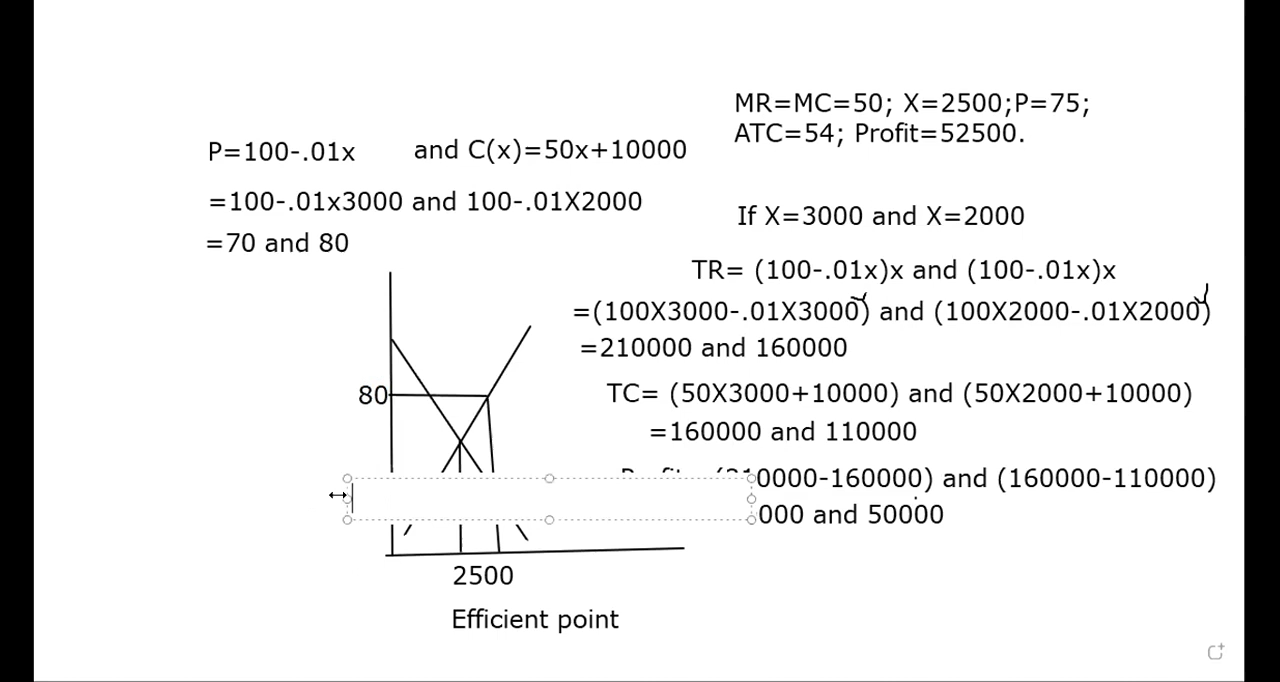 MR=MC=50; X=2500;P=75;
ATC=54; Profit=52500.
P=100-.01x and C(x)=50x+10000
=100-.01x3000 and 100-.01X2000
If X=3000 and X=2000
=70 and 80
TR= (100-.01x)x and (100-.01x)x
=(100X3000-.01X3000) and (100X2000-.01X2000)
=210000 and 160000
80
TC= (50X3000+10000) and (50X2000+10000)
=160000 and 110000
0000-160000) and (160000-110000)
000 and 50000
2500
Efficient point